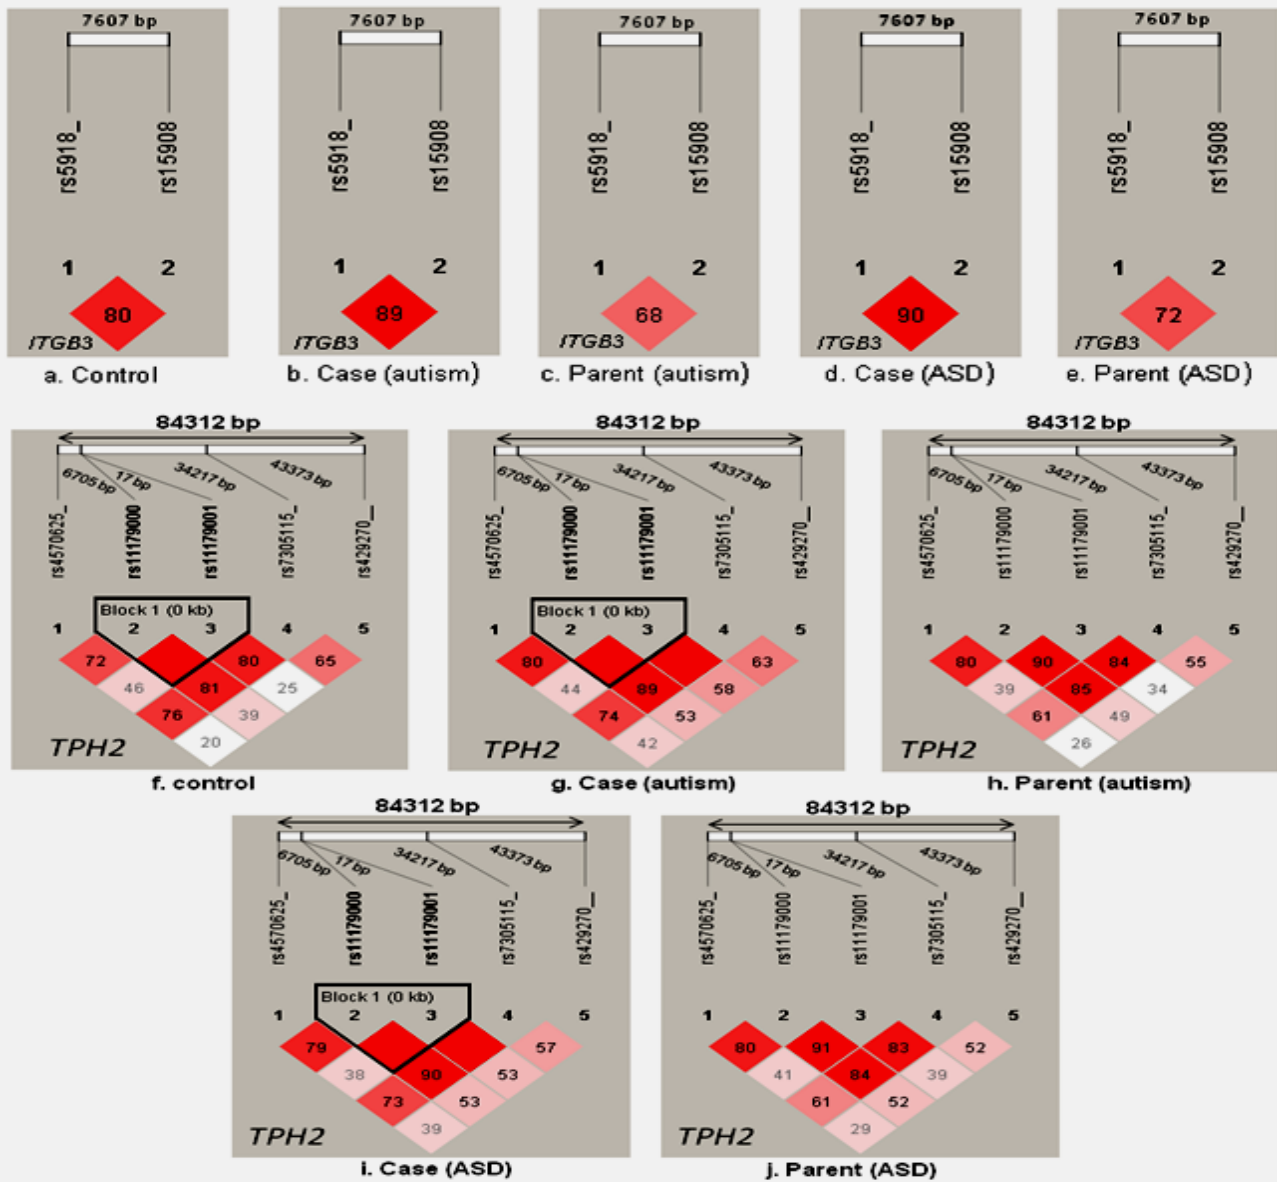 7607 bp 7607 bp 7607 bp 7607 bp 7607 bp
rs5918_ rs15908 rs5918_ rs15908 rs5918_ rs15908 rs5918_ rs15908 rs5918_ rs15908
1 2 1 2 1 2 1 2 1 2
80 89 68 90 72
ITGB3 ITGB3 ITGB3 ITGB3 ITGB3
a. Control b. Case (autism) c. Parent (autism) d. Case (ASD) e. Parent (ASD)
84312 bp 84312 bp 84312 bp
6705 bp 17 bp 34217 bp 43373 bp 6705 bp 17 bp 34217 bp 43373 bp 6705 bp 17 bp 34217 bp 43373 bp
rs4570625_ rs11179000 rs11179001 rs7305115_ rs429270__ rs4570625_ rs11179000 rs11179001 rs7305115_ rs429270__ rs4570625_ rs11179000 rs11179001 rs7305115_ rs429270__
Block 1 (0 kb) Block 1 (0 kb)
1 2 3 4 5 1 2 3 4 5 1 2 3 4 5
72 80 65 80 63 80 90 84 55
46 81 25 44 89 58 39 85 34
76 39 74 53 61 49
20 42 26
TPH2 TPH2 TPH2
f. control g. Case (autism) h. Parent (autism)
84312 bp 84312 bp
6705 bp 17 bp 34217 bp 43373 bp 6705 bp 17 bp 34217 bp 43373 bp
rs4570625_ rs11179000 rs11179001 rs7305115_ rs429270__ rs4570625_ rs11179000 rs11179001 rs7305115_ rs429270__
Block 1 (0 kb)
1 2 3 4 5 1 2 3 4 5
79 57 80 91 83 52
38 90 53 41 84 39
73 53 61 52
39 29
TPH2 TPH2
i. Case (ASD) j. Parent (ASD)